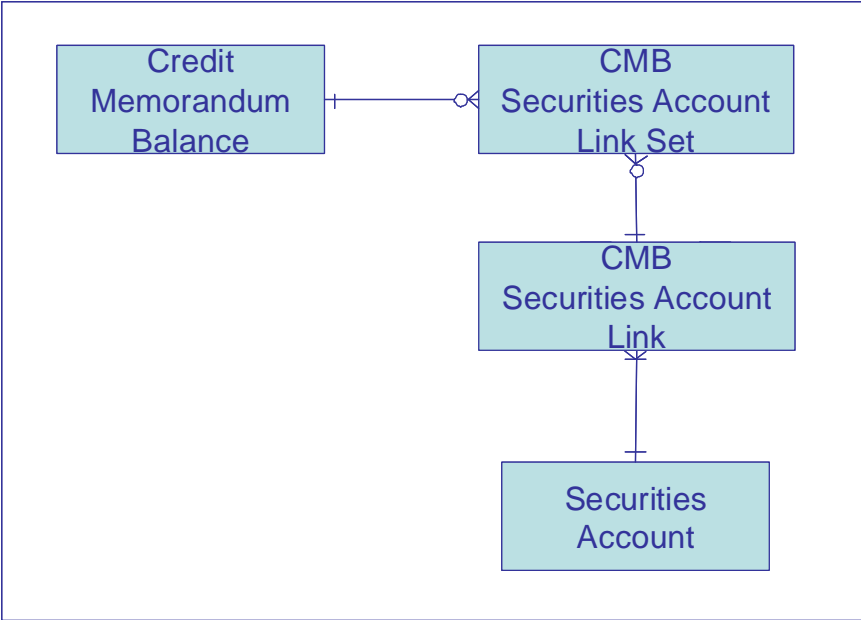 Credit
Memorandum
Balance
CMB
Securities Account
Link Set
CMB
Securities Account
Link
Securities
Account